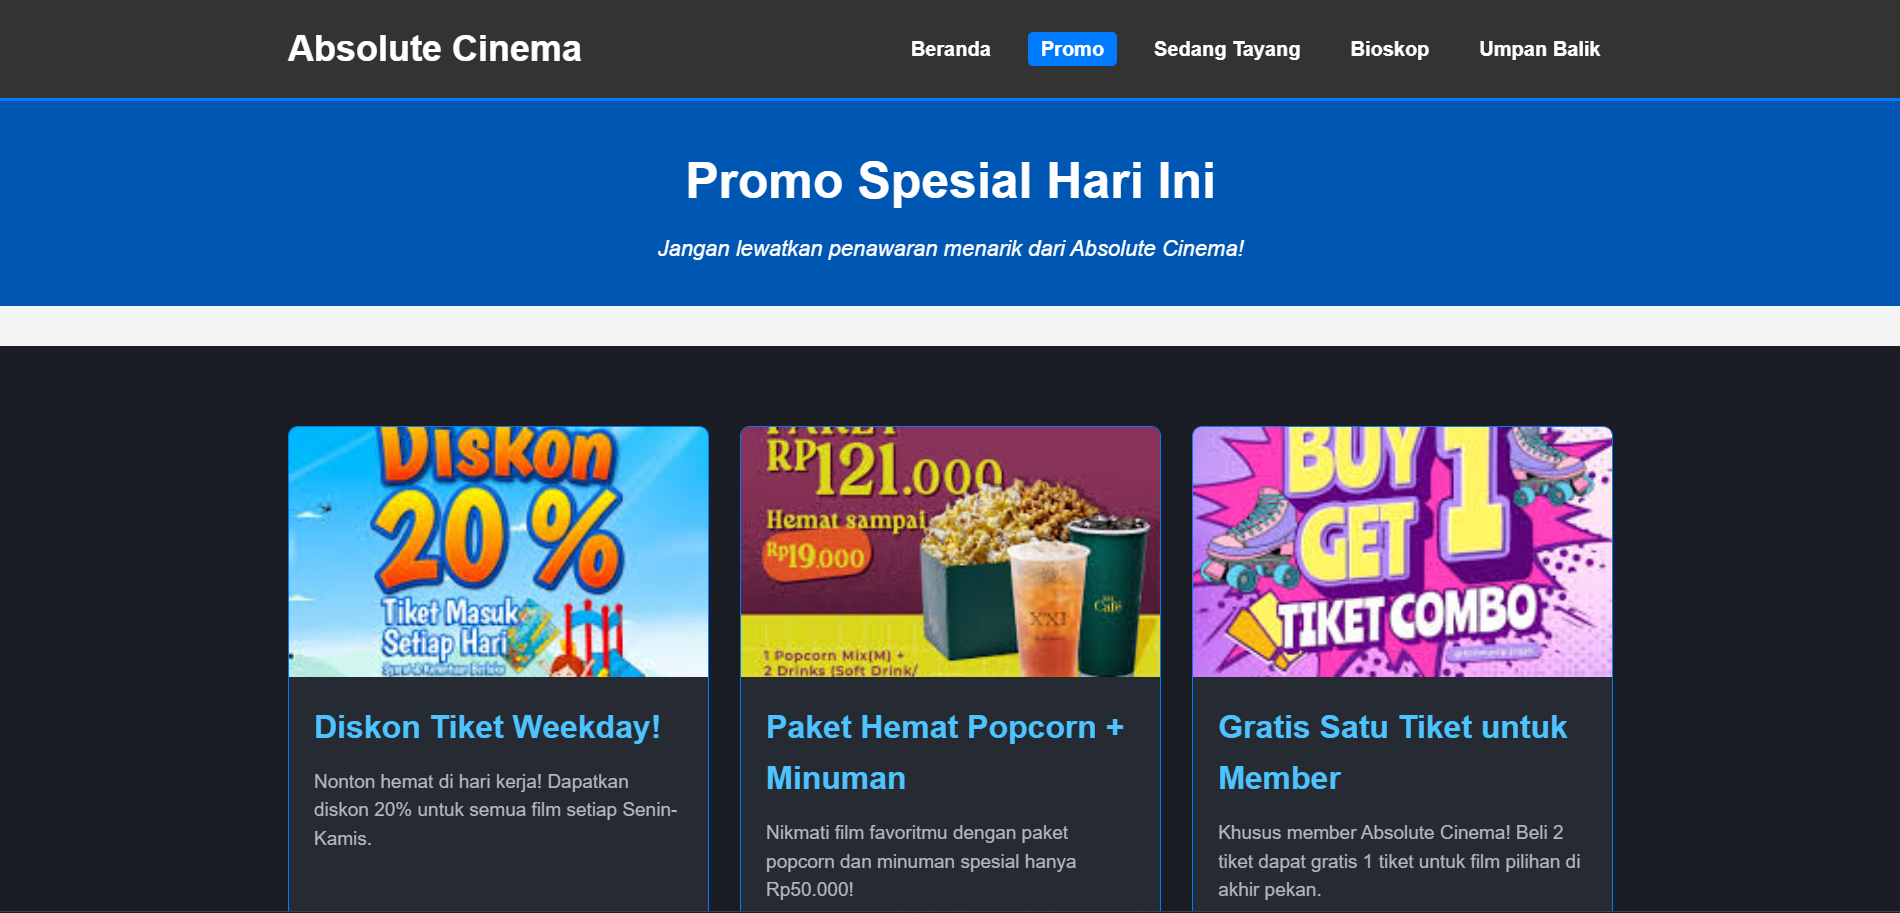 Absolute Cinema
Beranda
Promo
Sedang Tayang
Bioskop
Umpan Balik
Promo Spesial Hari Ini
Jangan lewatkan penawaran menarik dari Absolute Cinema!
Diskon
20%
Tiket Masuk
Setiap Hari
Diskon Tiket Weekday!
Nonton hemat di hari kerja! Dapatkan
diskon 20% untuk semua film setiap Senin-
Kamis.
RP121.000
Hemat sampai
Rp19.000
XXI
Café
1 Popcorn Mix(M) +
2 Drinks (Soft Drink/
Paket Hemat Popcorn +
Minuman
Nikmati film favoritmu dengan paket
popcorn dan minuman spesial hanya
Rp50.000!
BUY 1
GET
TIKET COMBO
Gratis Satu Tiket untuk
Member
Khusus member Absolute Cinema! Beli 2
tiket dapat gratis 1 tiket untuk film pilihan di
akhir pekan.